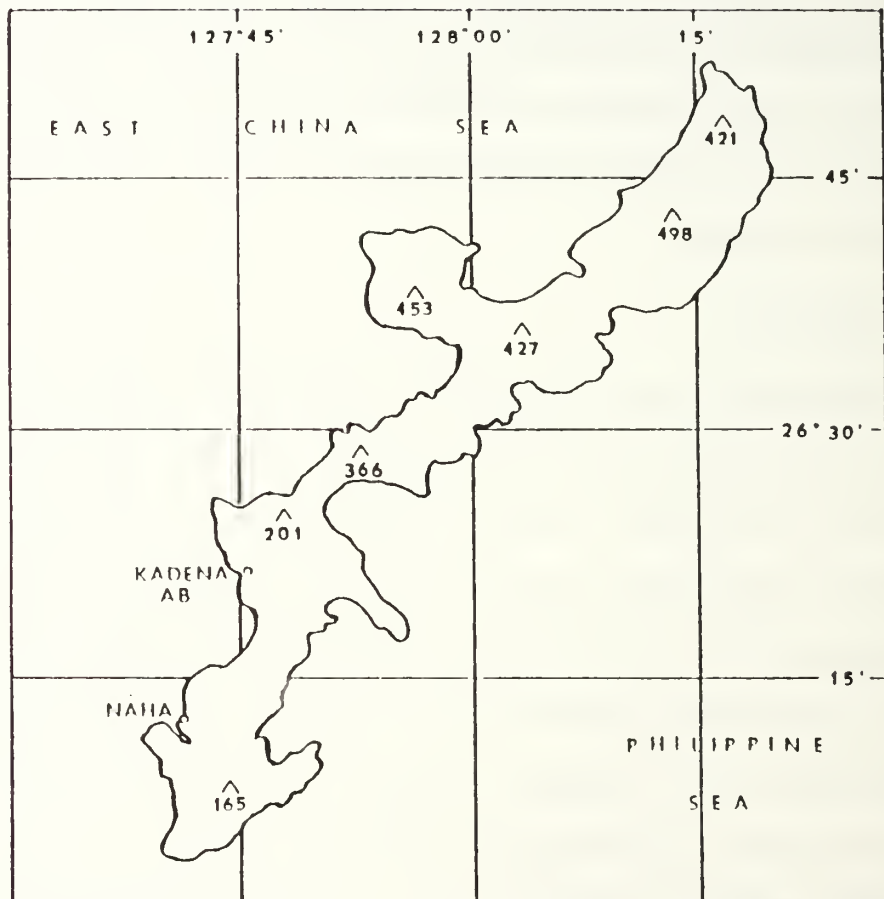 127°45'
128°00'
15'
EAST CHINA SEA
421
45'
498
453
427
26°30'
366
201
KADENA
AB
15'
NAHA
PHILIPPINE
SEA
165